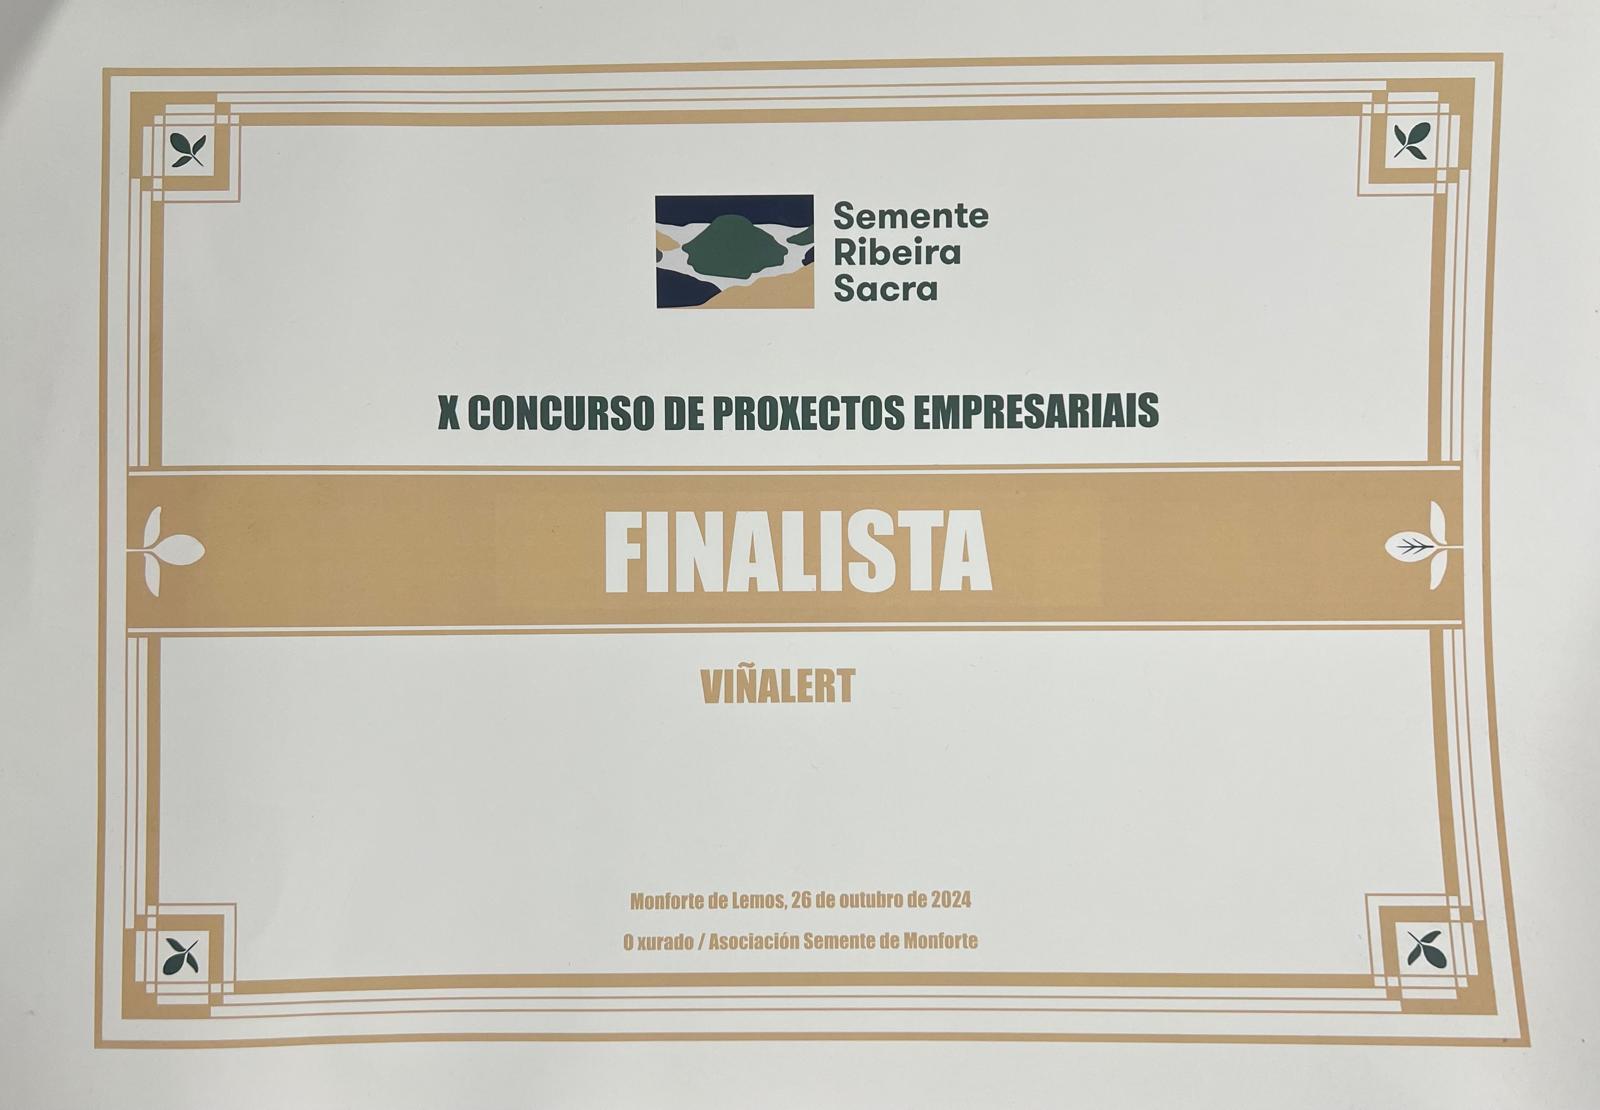 Semente
Ribeira
Sacra
X CONCURSO DE PROXECTOS EMPRESARIAIS
FINALISTA
VIÑALERT
Monforte de Lemos, 26 de outubro de 2024
O xurado / Asociación Semente de Monforte